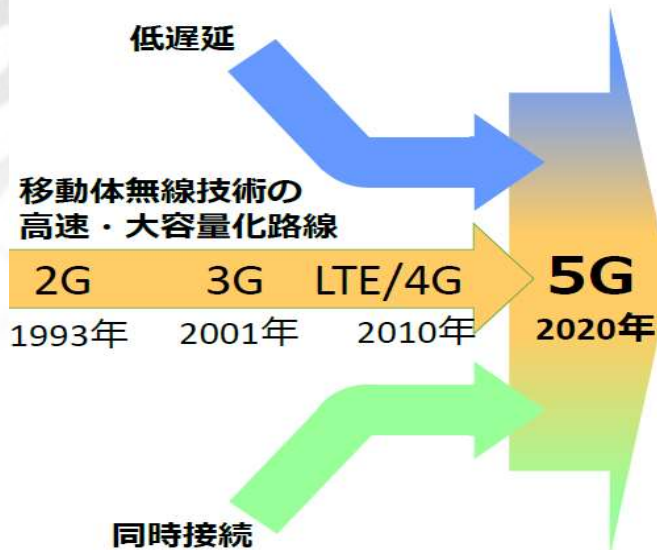 低遅延
移動体無線技術の
高速・大容量化路線
2G 3G LTE/4G 5G
1993年 2001年 2010年 2020年
同時接続